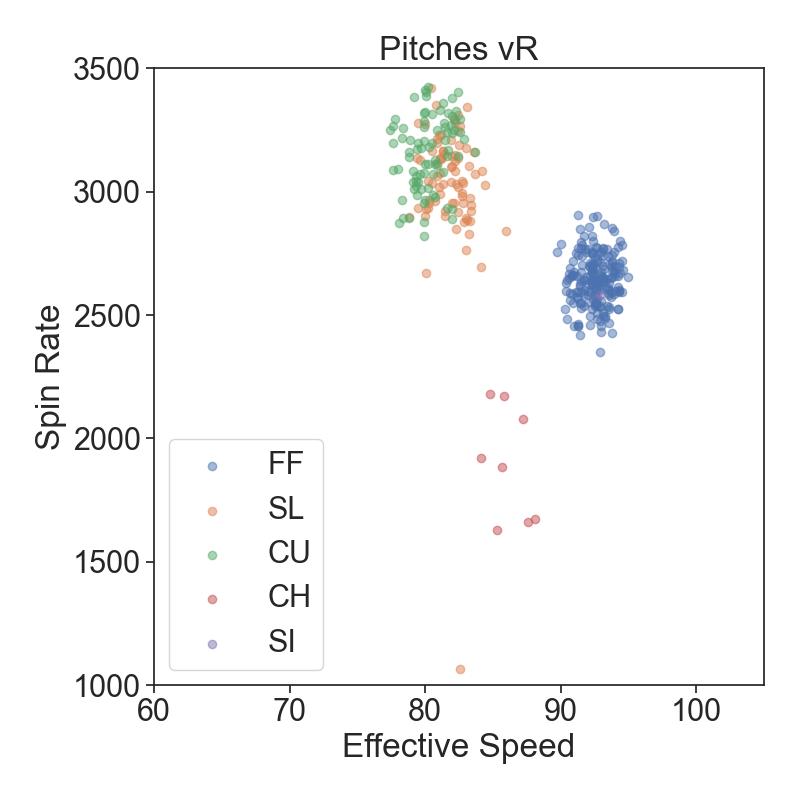 Pitches vR
3500
3000
2500
2000
1500
1000
Spin Rate
FF
SL
CU
CH
SI
60 70 80 90 100
Effective Speed